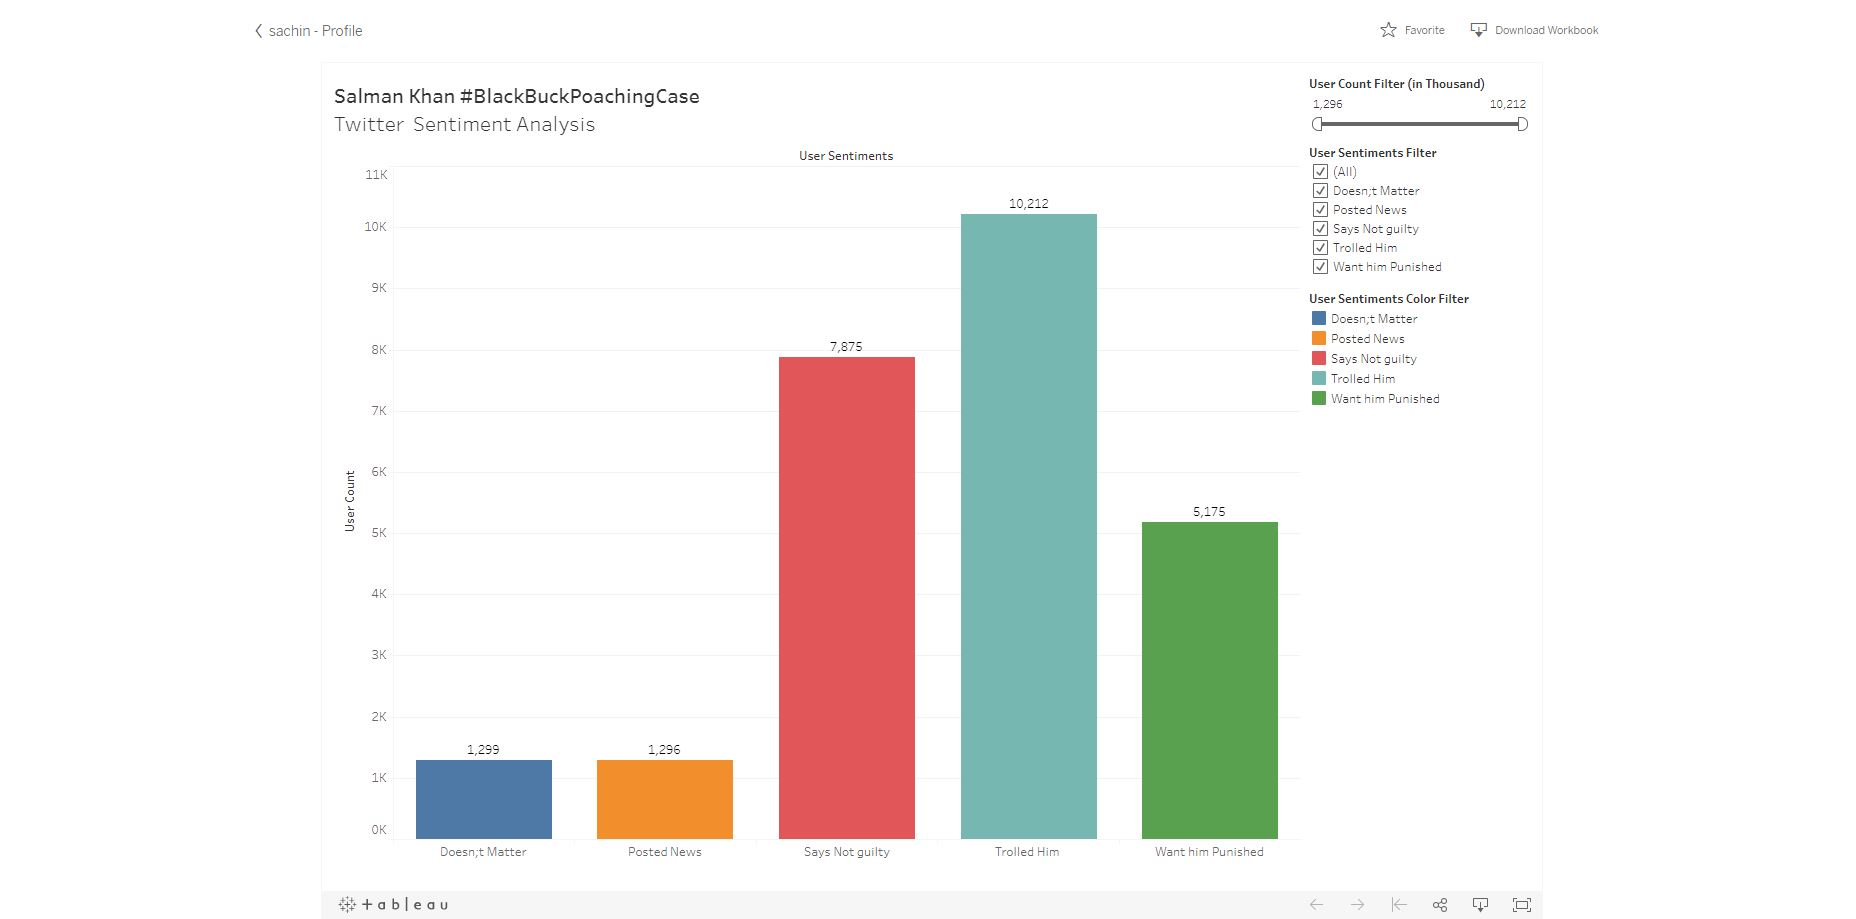 sachin - Profile
Favorite
Download Workbook
Salman Khan #BlackBuckPoachingCase
Twitter Sentiment Analysis
User Sentiments
11K
10K
9K
8K
7K
6K
5K
4K
3K
2K
1K
0K
User Count
1,299
1,296
7,875
10,212
5,175
Doesn;t Matter
Posted News
Says Not guilty
Trolled Him
Want him Punished
User Count Filter (in Thousand)
1,296 10,212
User Sentiments Filter
(All)
Doesn;t Matter
Posted News
Says Not guilty
Trolled Him
Want him Punished
User Sentiments Color Filter
Doesn;t Matter
Posted News
Says Not guilty
Trolled Him
Want him Punished
+ a b l e a u